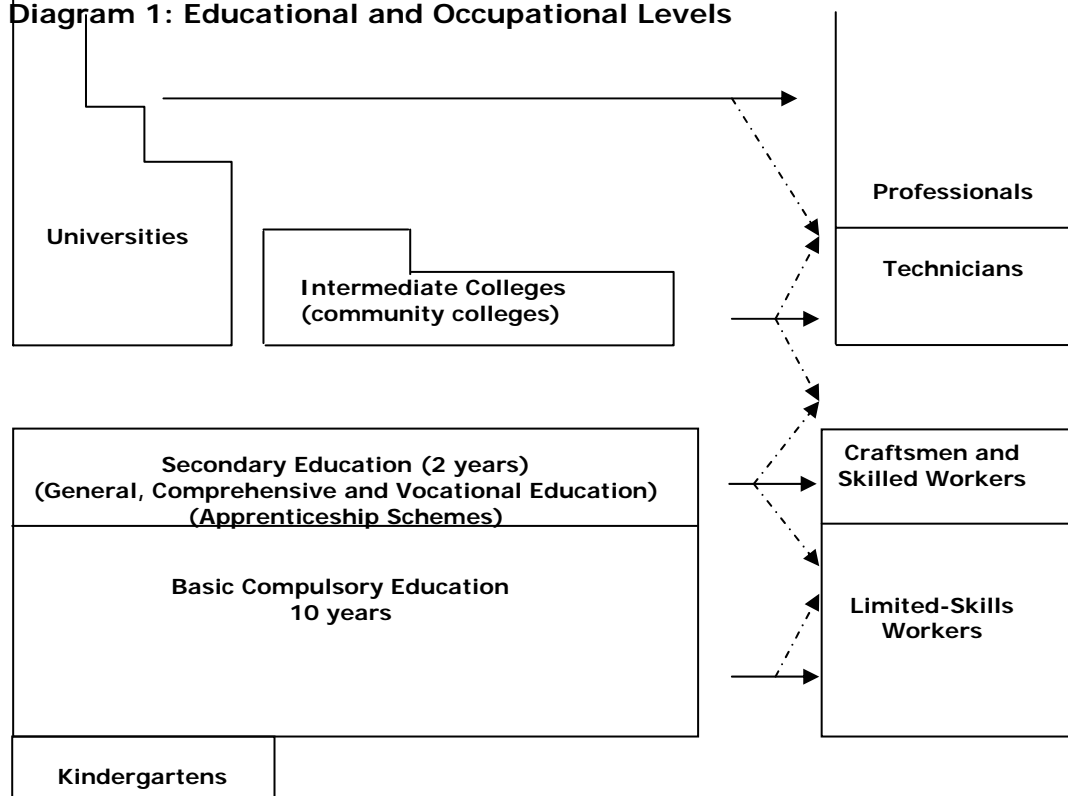 Diagram 1: Educational and Occupational Levels
Professionals
Universities
Technicians
Intermediate Colleges
(community colleges)
Secondary Education (2 years)
(General, Comprehensive and Vocational Education)
(Apprenticeship Schemes)
Craftsmen and
Skilled Workers
Basic Compulsory Education
10 years
Limited-Skills
Workers
Kindergartens